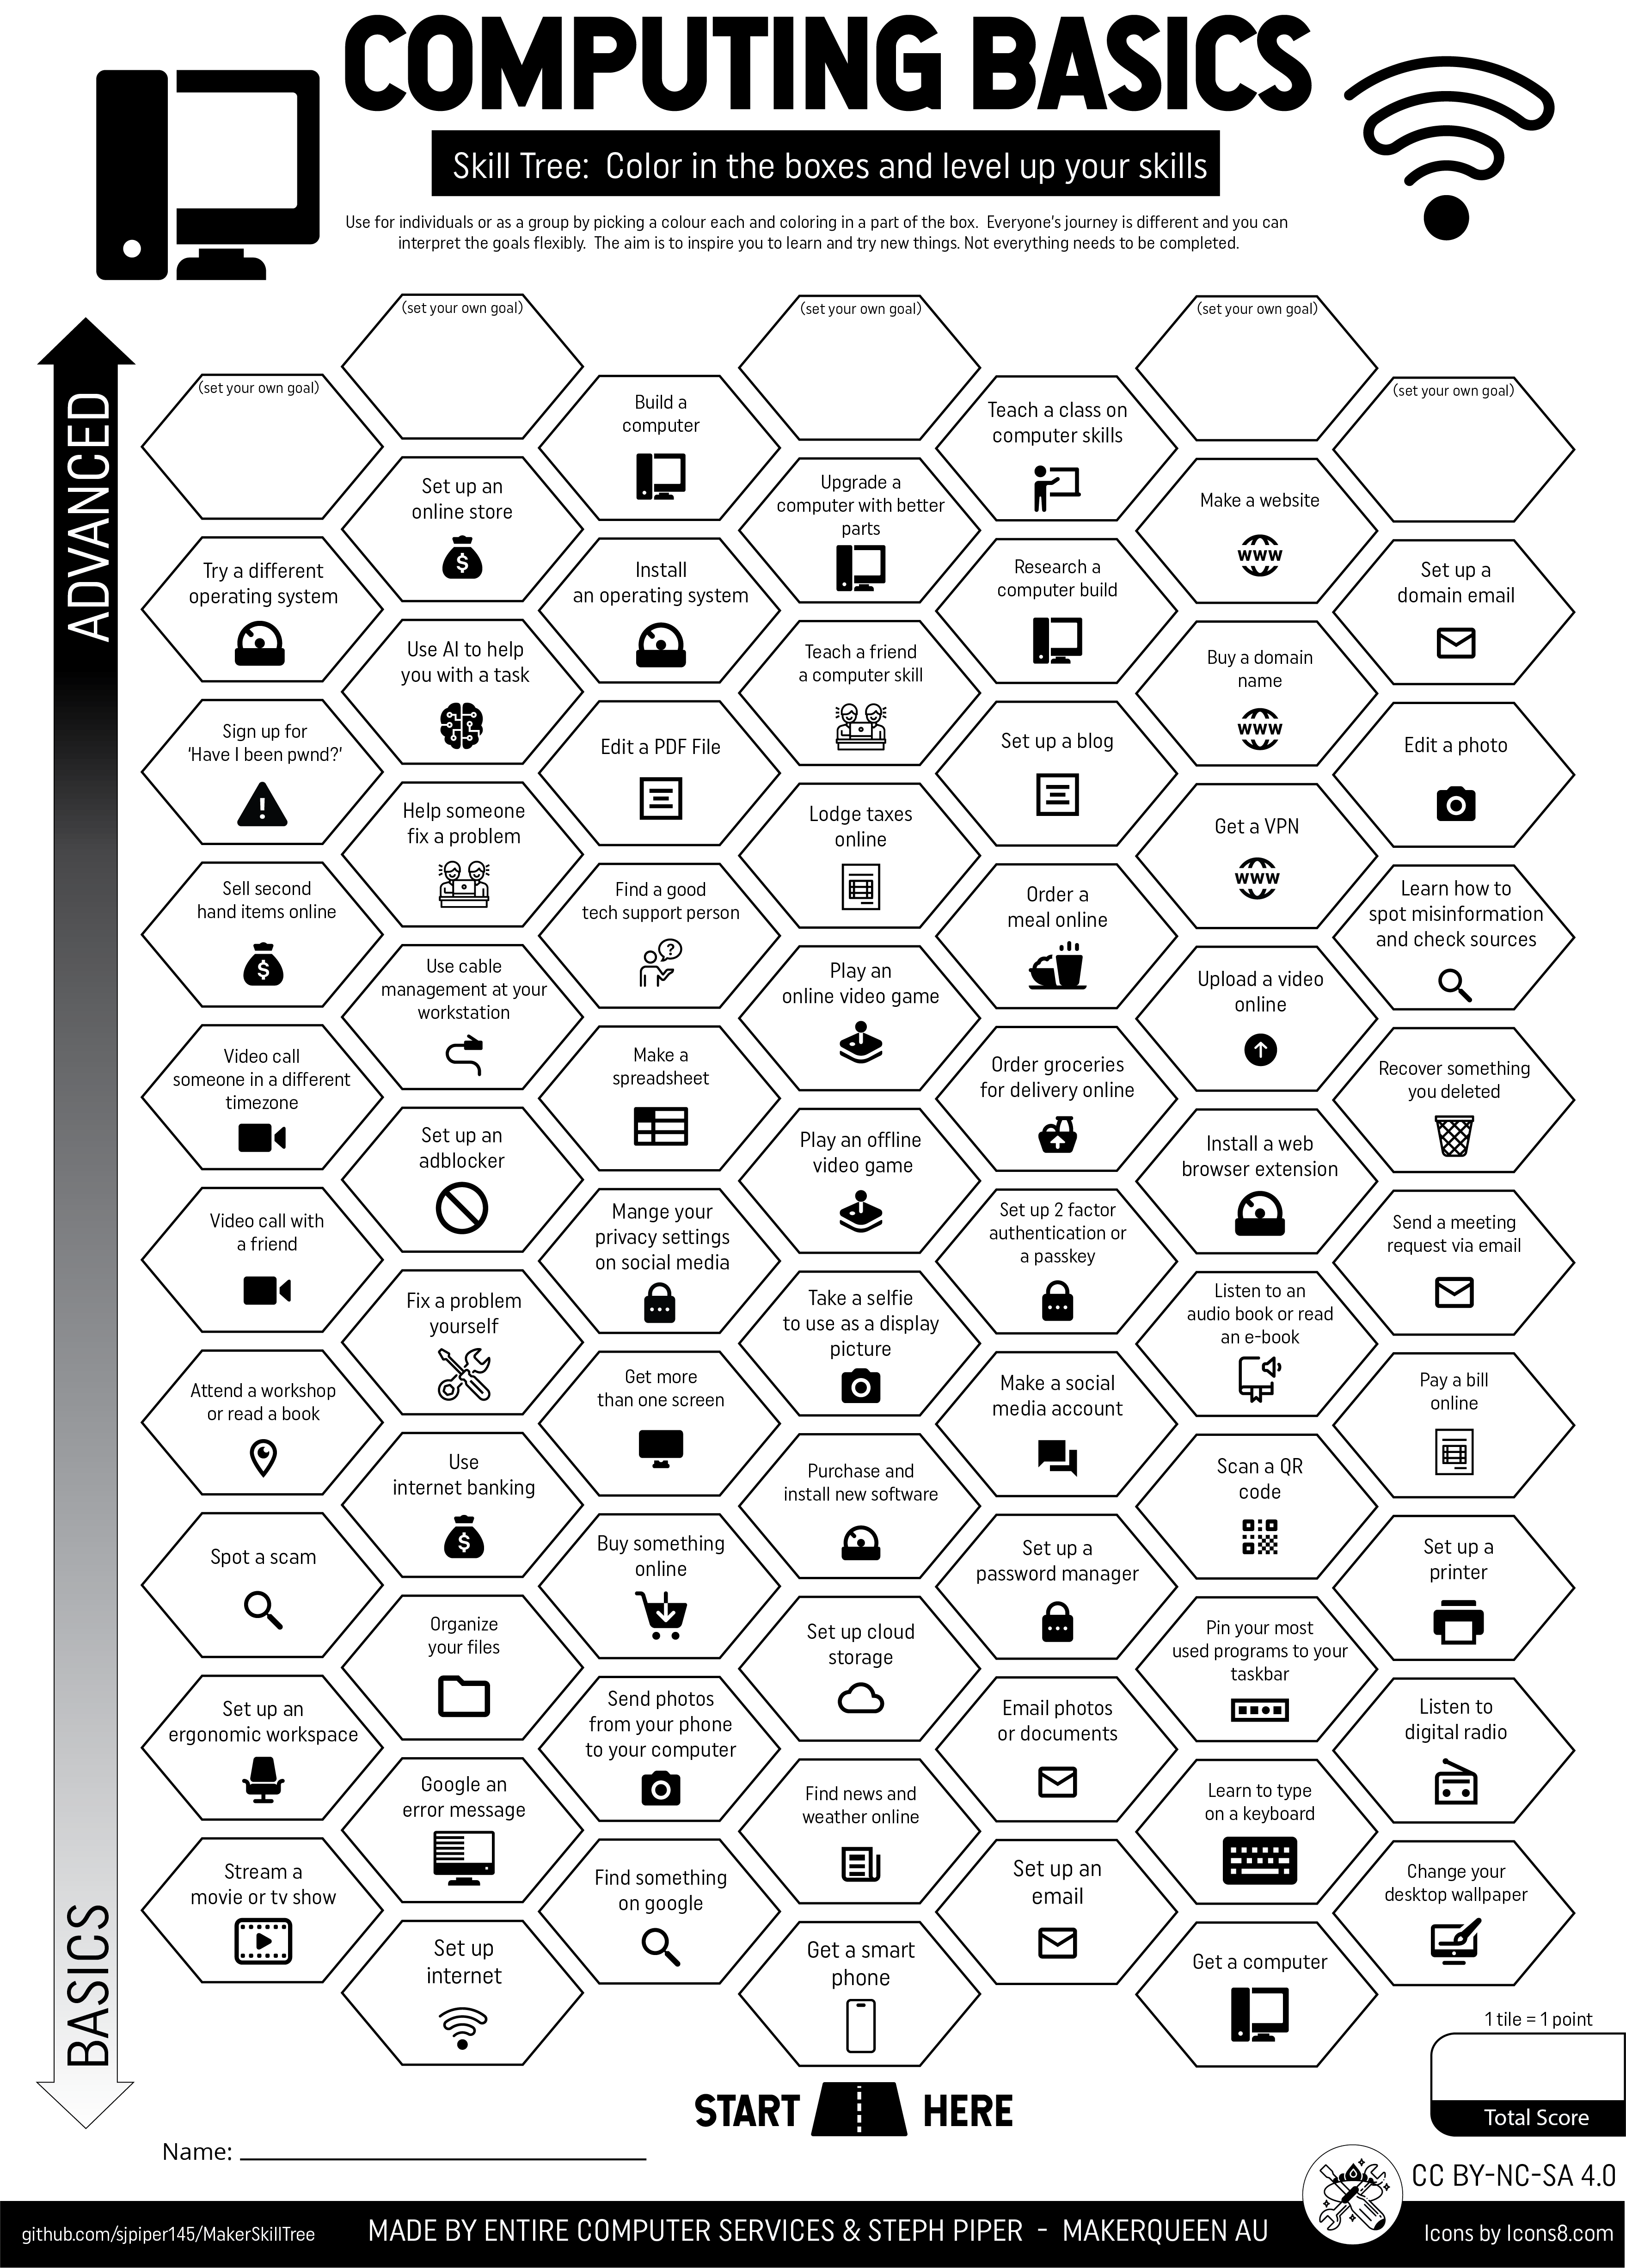 COMPUTING BASICS
Skill Tree:  Color in the boxes and level up your skills
Use for individuals or as a group by picking a colour each and coloring in a part of the box.  Everyone's journey is different and you can
interpret the goals flexibly.  The aim is to inspire you to learn and try new things. Not everything needs to be completed.
ADVANCED
(set your own goal)
(set your own goal)
(set your own goal)
(set your own goal)
Build a
computer
Teach a class on
computer skills
(set your own goal)
Set up an
online store
Upgrade a
computer with better
parts
Make a website
www
Try a different
operating system
Install
an operating system
Research a
computer build
Set up a
domain email
Use AI to help
you with a task
Teach a friend
a computer skill
Buy a domain
name
www
Sign up for
'Have I been pwnd?'
Edit a PDF File
Set up a blog
Edit a photo
Help someone
fix a problem
Lodge taxes
online
Get a VPN
www
Sell second
hand items online
Find a good
tech support person
Order a
meal online
Learn how to
spot misinformation
and check sources
Use cable
management at your
workstation
Play an
online video game
Upload a video
online
Video call
someone in a different
timezone
Make a
spreadsheet
Order groceries
for delivery online
Recover something
you deleted
Set up an
adblocker
Play an offline
video game
Install a web
browser extension
Video call with
a friend
Mange your
privacy settings
on social media
Set up 2 factor
authentication or
a passkey
Send a meeting
request via email
Fix a problem
yourself
Take a selfie
to use as a display
picture
Listen to an
audio book or read
an e-book
Attend a workshop
or read a book
Get more
than one screen
Make a social
media account
Pay a bill
online
Use
internet banking
Purchase and
install new software
Scan a QR
code
Spot a scam
Buy something
online
Set up a
password manager
Set up a
printer
Organize
your files
Set up cloud
storage
Pin your most
used programs to your
taskbar
Set up an
ergonomic workspace
Send photos
from your phone
to your computer
Email photos
or documents
Listen to
digital radio
Google an
error message
Find news and
weather online
Learn to type
on a keyboard
Stream a
movie or tv show
Find something
on google
Set up an
email
Change your
desktop wallpaper
Set up
internet
Get a smart
phone
Get a computer
BASICS
1 tile = 1 point
Total Score
START HERE
Name:
CC BY-NC-SA 4.0
github.com/sjpiper145/MakerSkillTree
MADE BY ENTIRE COMPUTER SERVICES & STEPH PIPER  -  MAKERQUEEN AU
Icons by Icons8.com